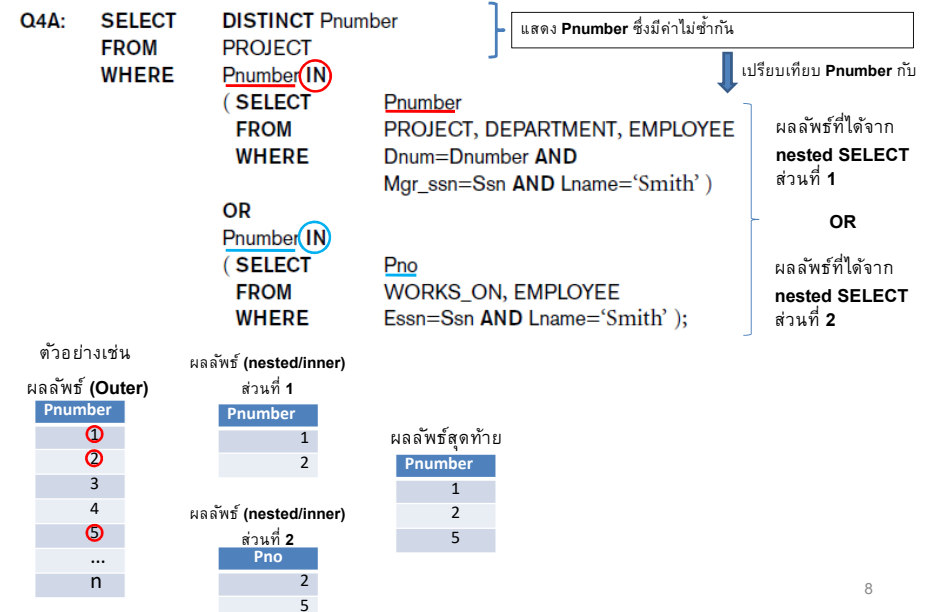 Q4A: SELECT DISTINCT Pnumber
FROM PROJECT
WHERE Pnumber IN
( SELECT Pnumber
FROM PROJECT, DEPARTMENT, EMPLOYEE
WHERE Dnum=Dnumber AND
Mgr_ssn=Ssn AND Lname=‘Smith’ )
OR
Pnumber IN
( SELECT Pno
FROM WORKS_ON, EMPLOYEE
WHERE Essn=Ssn AND Lname=‘Smith’ );
แสดง Pnumber ซึ่งมีค่าไม่ซ้ำกัน
เปรียบเทียบ Pnumber กับ
ผลลัพธ์ที่ได้จาก
nested SELECT
ส่วนที่ 1
OR
ผลลัพธ์ที่ได้จาก
nested SELECT
ส่วนที่ 2
ตัวอย่างเช่น
ผลลัพธ์ (Outer)
Pnumber
1
2
3
4
5
...
n
ผลลัพธ์ (nested/inner)
ส่วนที่ 1
Pnumber
1
2
ผลลัพธ์ (nested/inner)
ส่วนที่ 2
Pno
2
5
ผลลัพธ์สุดท้าย
Pnumber
1
2
5
8